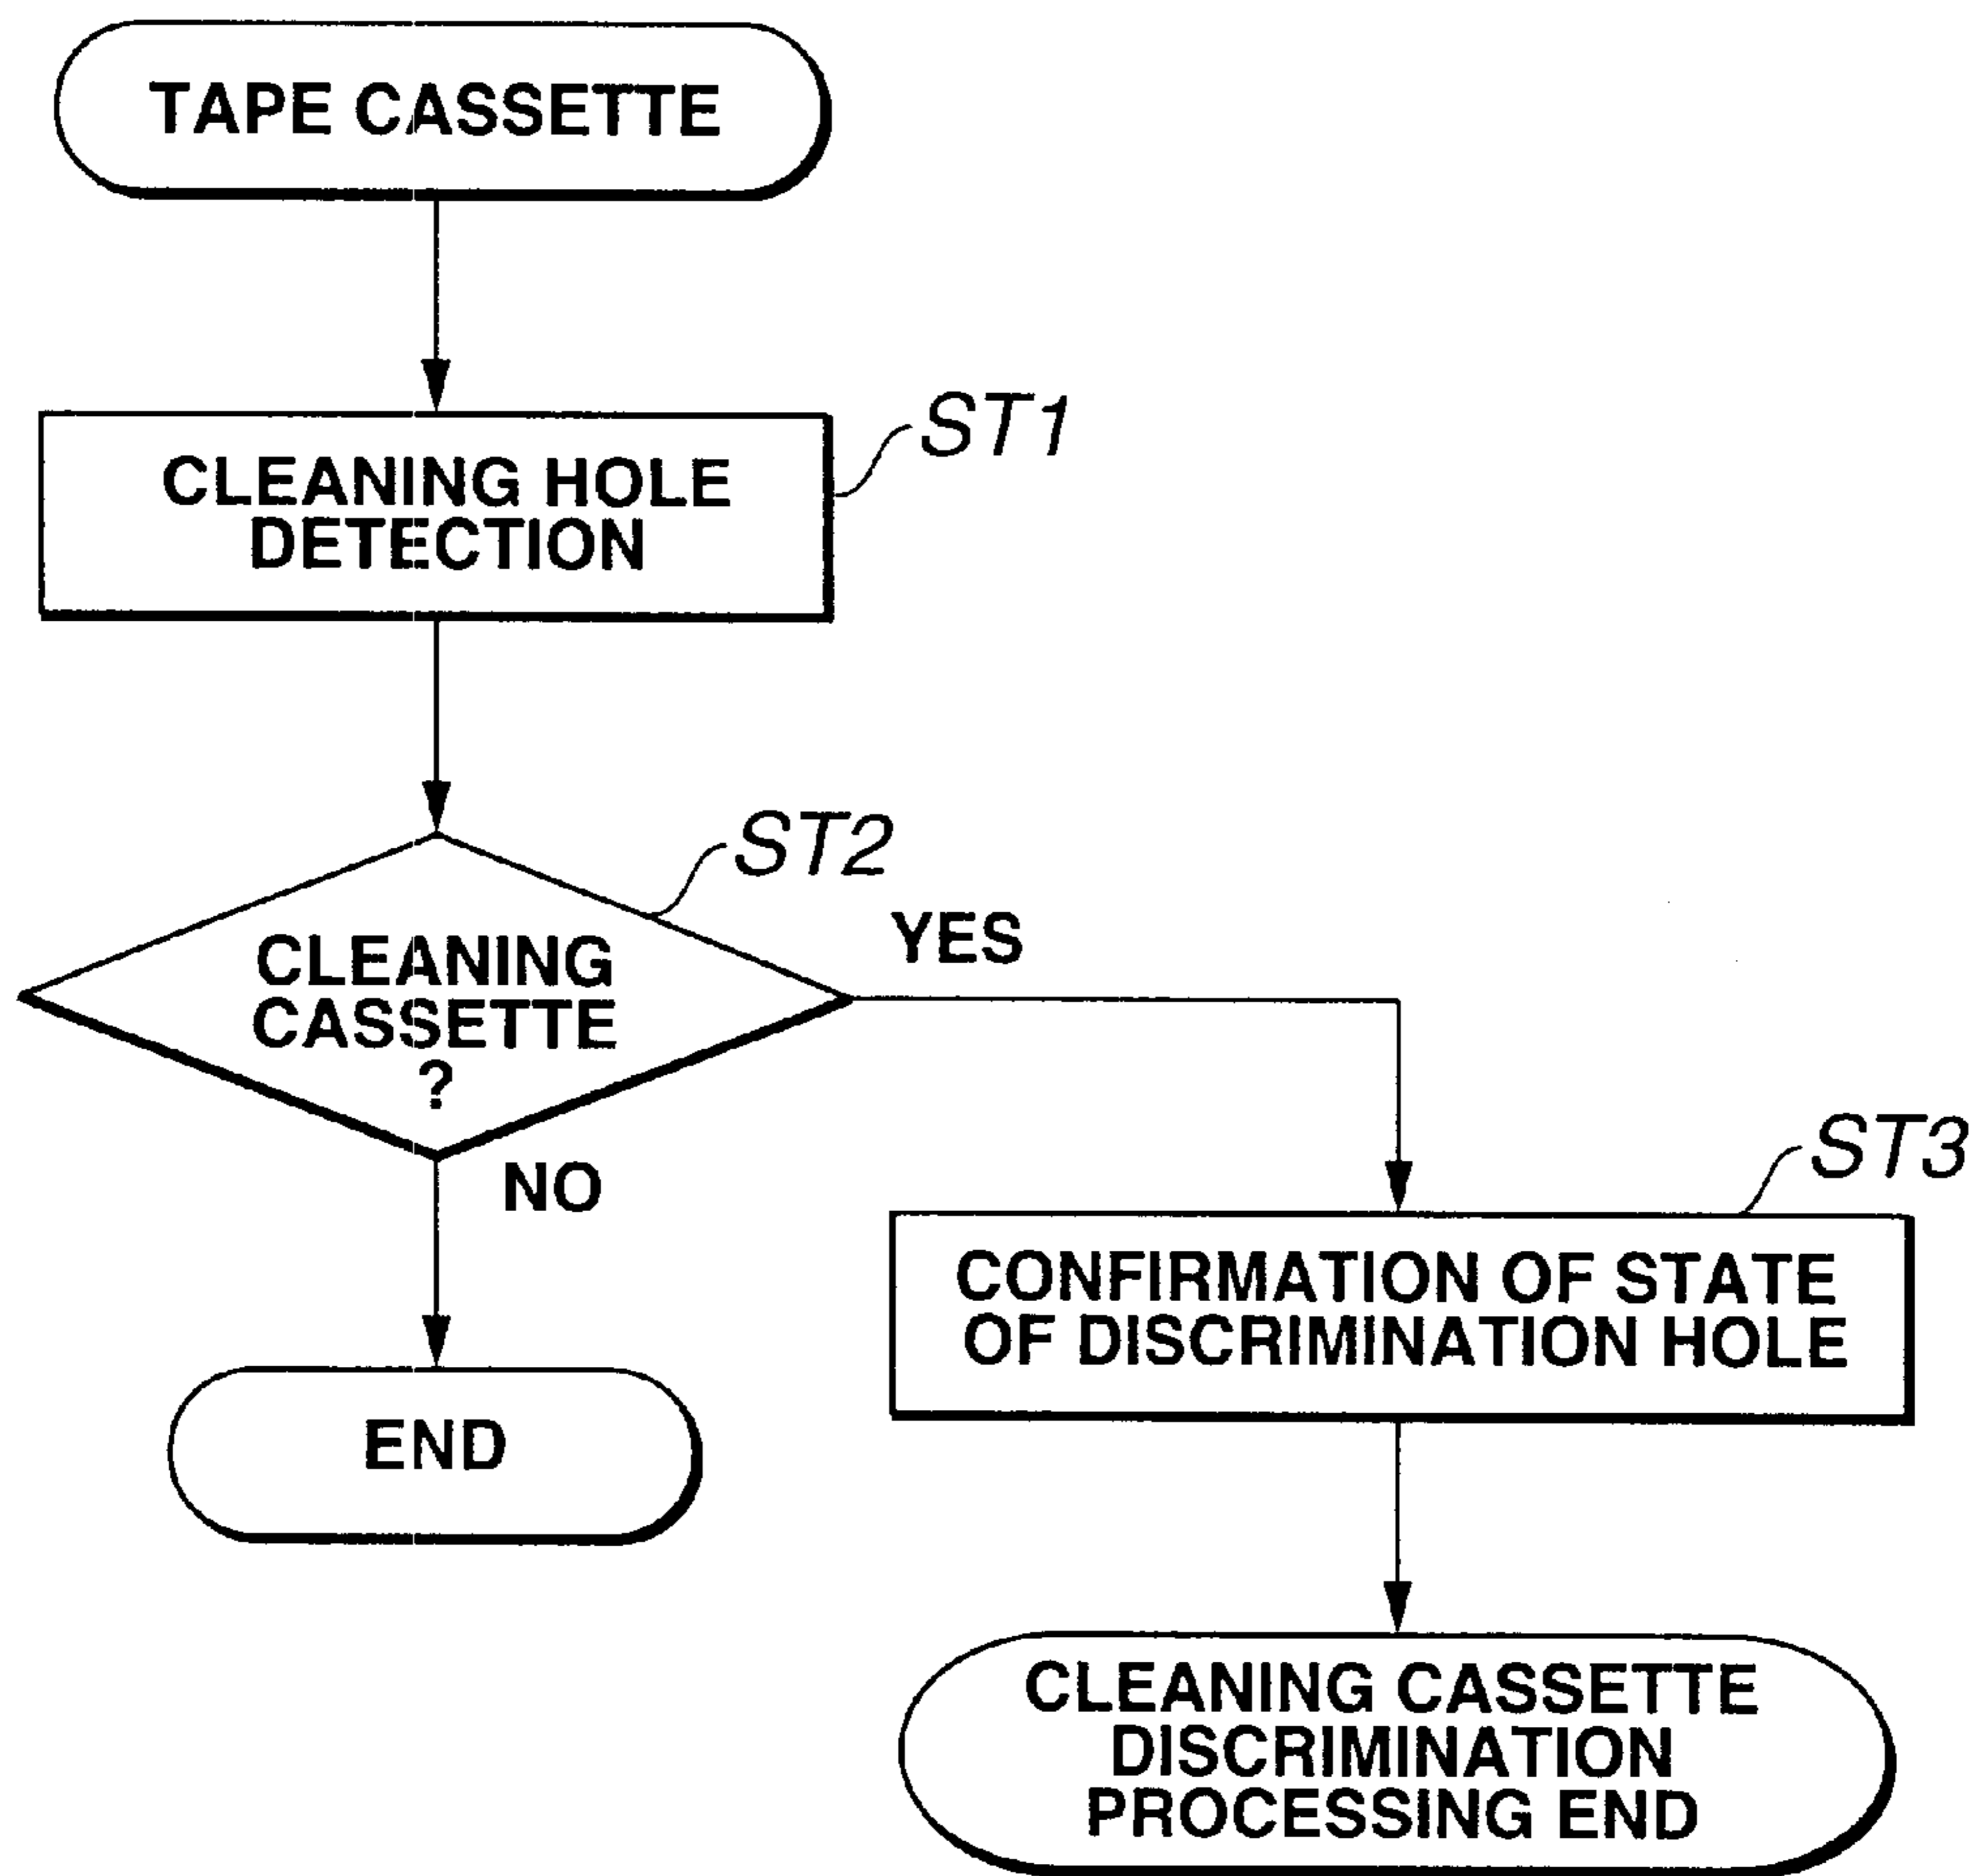 TAPE CASSETTE
CLEANING HOLE
DETECTION
ST1
CLEANING
CASSETTE
?
ST2
YES
NO
END
CONFIRMATION OF STATE
OF DISCRIMINATION HOLE
ST3
CLEANING CASSETTE
DISCRIMINATION
PROCESSING END